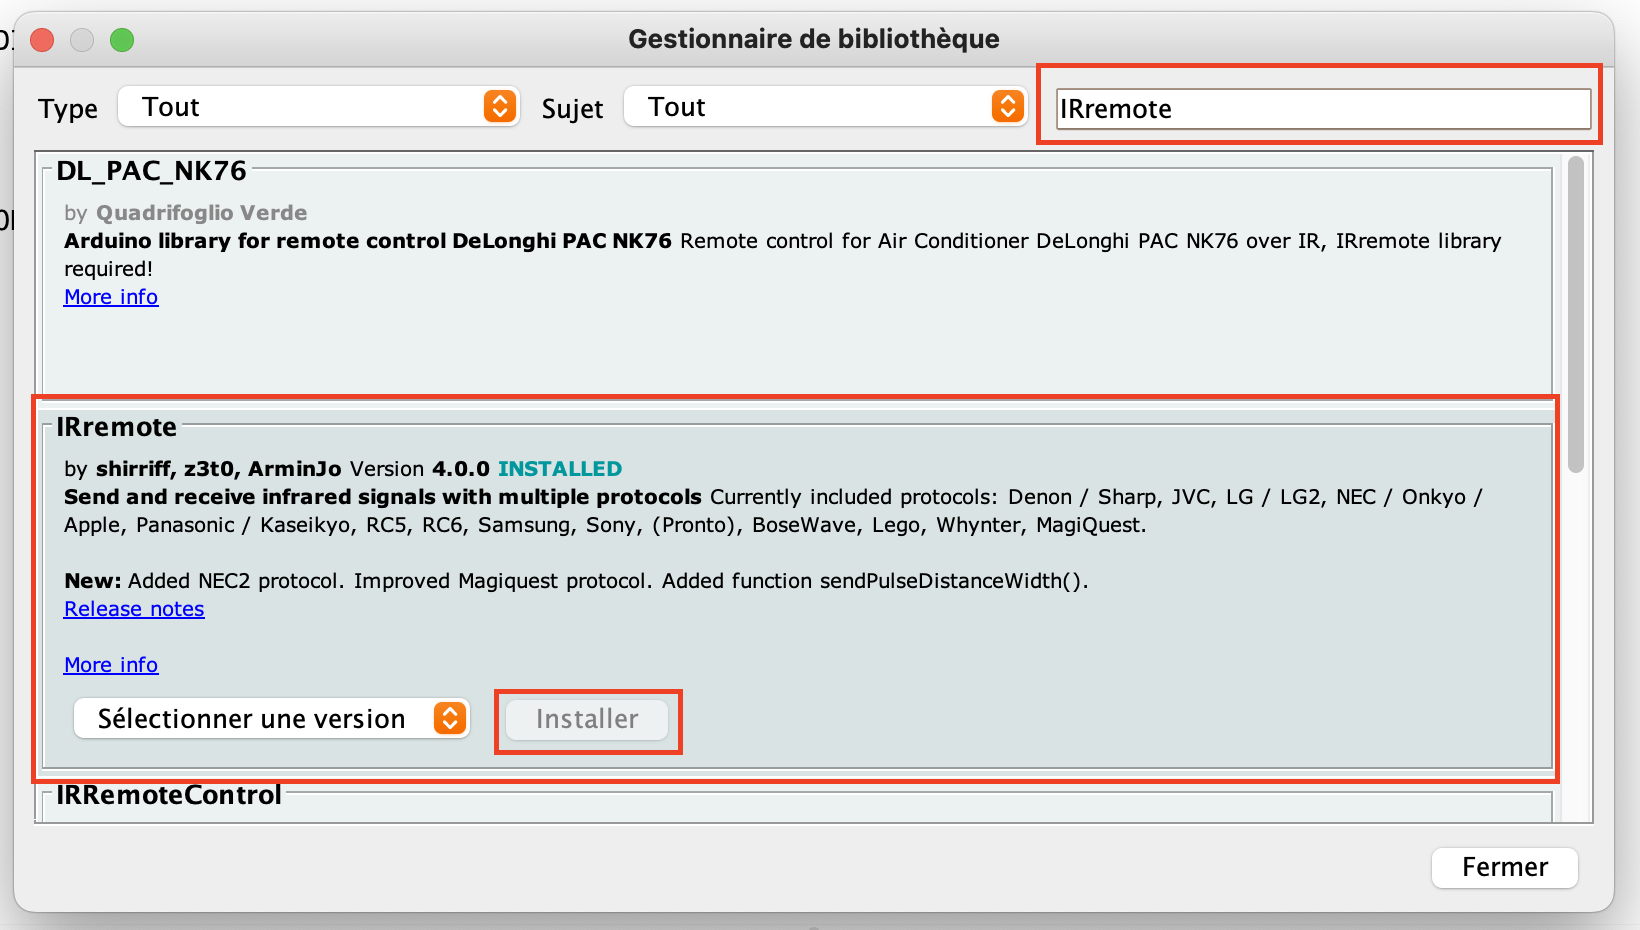 Gestionnaire de bibliothèque
Type Tout Sujet Tout IRremote
DL_PAC_NK76
by Quadrifoglio Verde
Arduino library for remote control DeLonghi PAC NK76 Remote control for Air Conditioner DeLonghi PAC NK76 over IR, IRremote library
required!
More info
IRremote
by shirriff, z3t0, ArminJo Version 4.0.0 INSTALLED
Send and receive infrared signals with multiple protocols Currently included protocols: Denon / Sharp, JVC, LG / LG2, NEC / Onkyo /
Apple, Panasonic / Kaseikyo, RC5, RC6, Samsung, Sony, (Pronto), BoseWave, Lego, Whynter, MagiQuest.
New: Added NEC2 protocol. Improved Magiquest protocol. Added function sendPulseDistanceWidth().
Release notes
More info
Sélectionner une version Installer
IRRemoteControl
Fermer